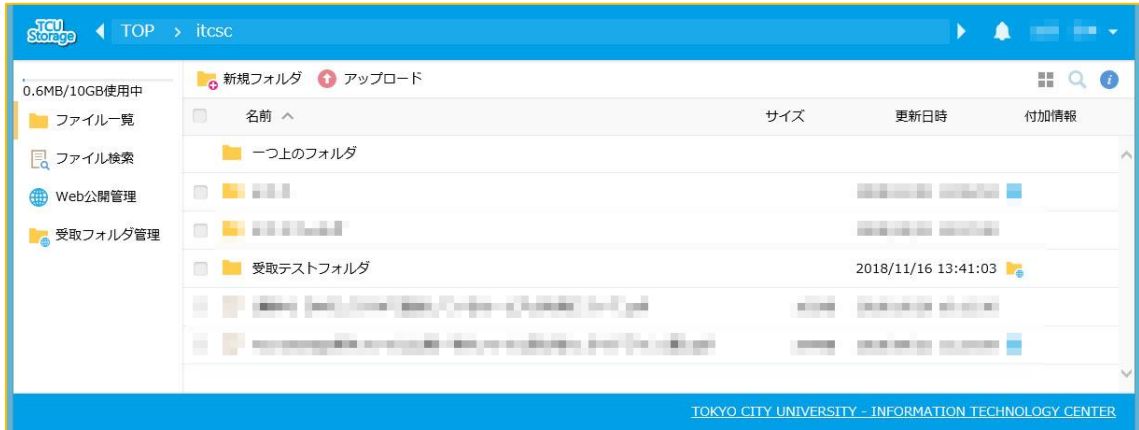 TCU Storage TOP > itcsc
0.6MB/10GB使用中
ファイル一覧
ファイル検索
Web公開管理
受取フォルダ管理
新規フォルダ アップロード
名前 サイズ 更新日時 付加情報
一つ上のフォルダ
受取テストフォルダ 2018/11/16 13:41:03
TOKYO CITY UNIVERSITY - INFORMATION TECHNOLOGY CENTER